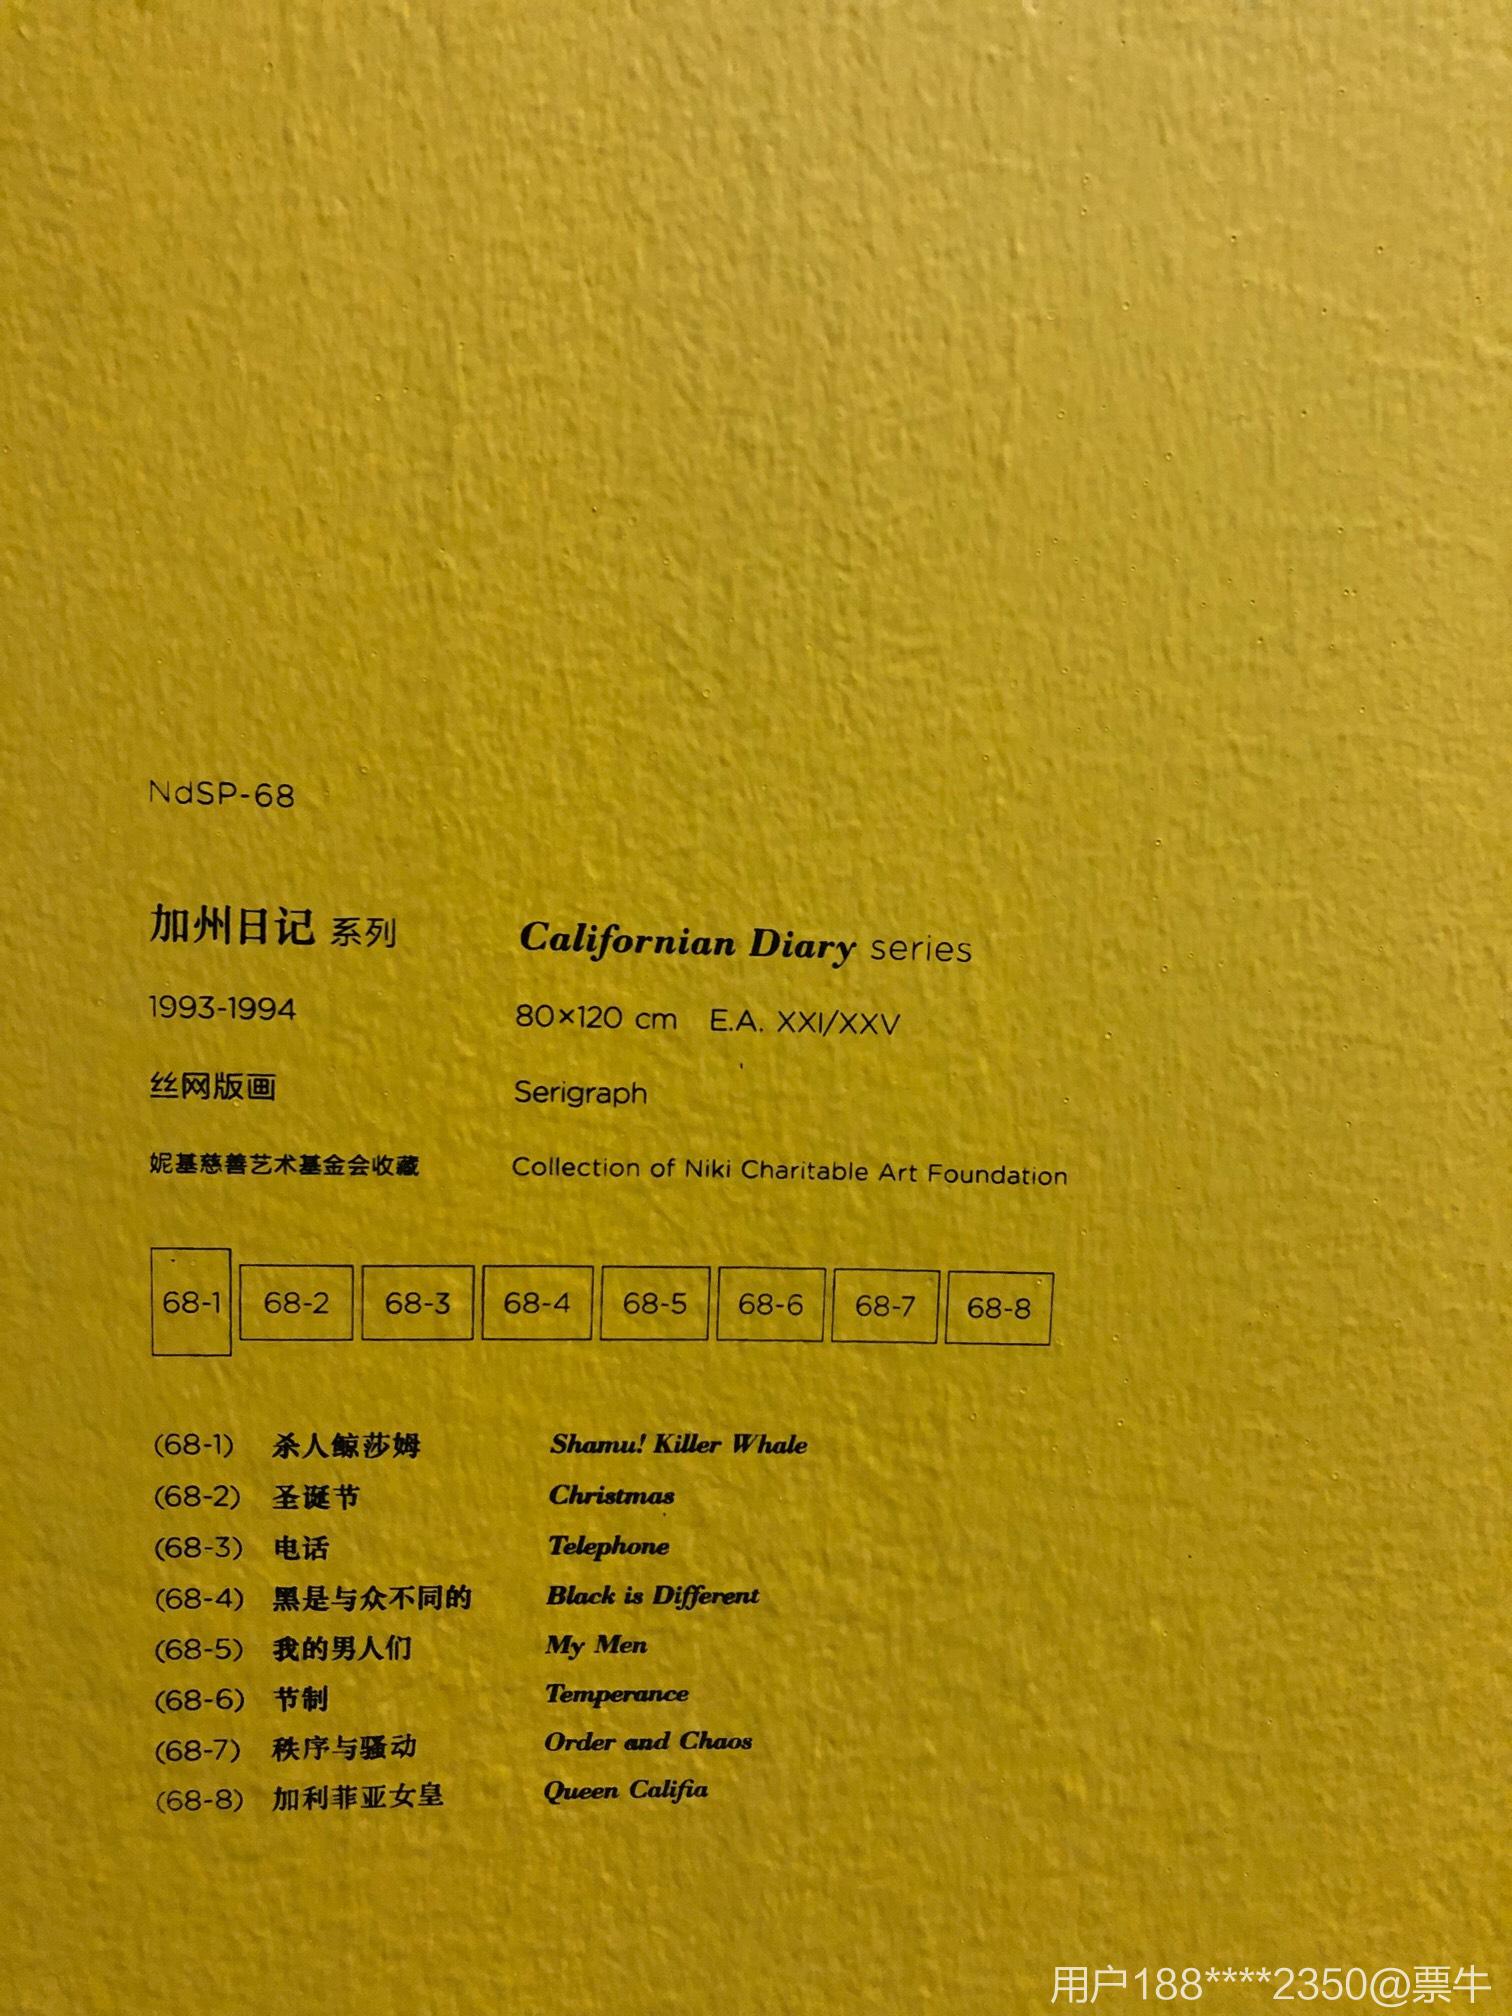 NdSP-68
加州日记 系列 Californian Diary series
1993-1994 80×120 cm E.A. XXI/XXV
丝网版画 Serigraph
妮基慈善艺术基金会收藏 Collection of Niki Charitable Art Foundation
68-1 68-2 68-3 68-4 68-5 68-6 68-7 68-8
(68-1) 杀人鲸莎姆 Shamu! Killer Whale
(68-2) 圣诞节 Christmas
(68-3) 电话 Telephone
(68-4) 黑是与众不同的 Black is Different
(68-5) 我的男人们 My Men
(68-6) 节制 Temperance
(68-7) 秩序与骚动 Order and Chaos
(68-8) 加利菲亚女皇 Queen Califia
用户188****2350@票牛